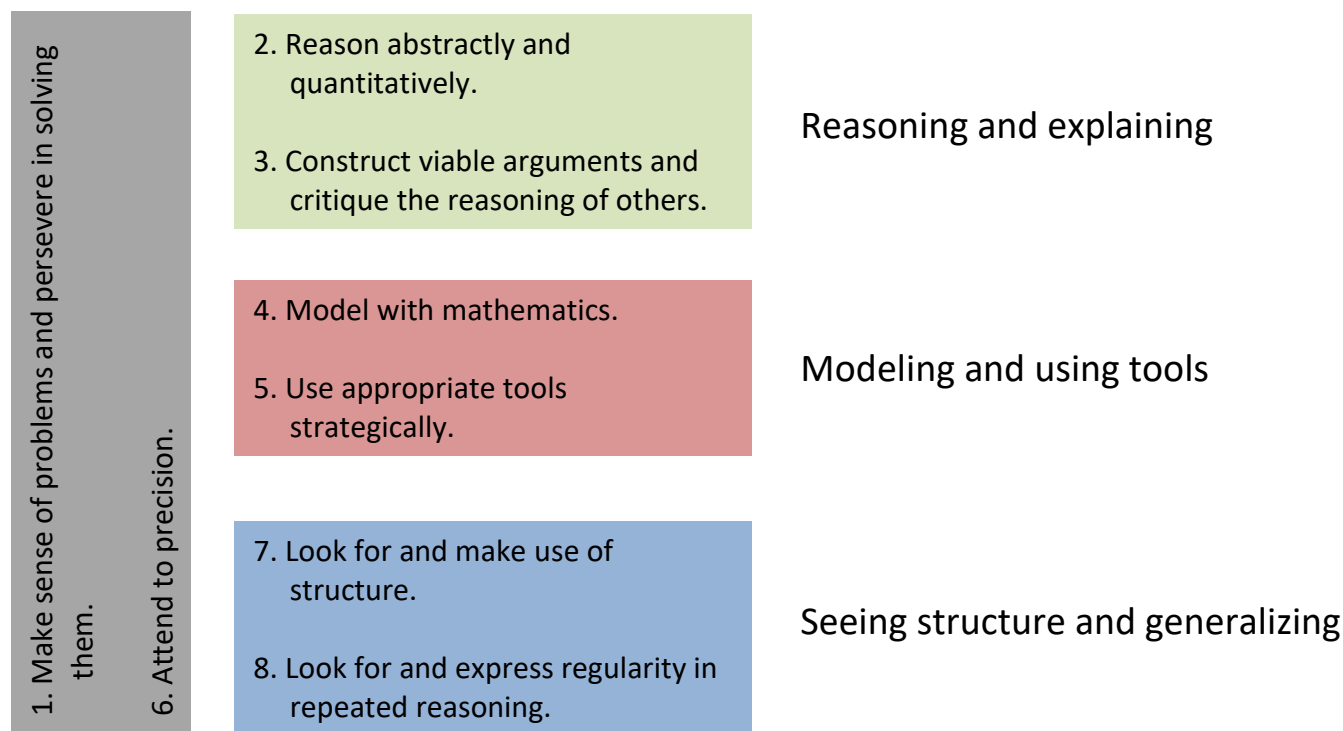 1. Make sense of problems and persevere in solving
them.
6. Attend to precision.
2. Reason abstractly and
quantitatively.
3. Construct viable arguments and
critique the reasoning of others.
Reasoning and explaining
4. Model with mathematics.
5. Use appropriate tools
strategically.
Modeling and using tools
7. Look for and make use of
structure.
8. Look for and express regularity in
repeated reasoning.
Seeing structure and generalizing